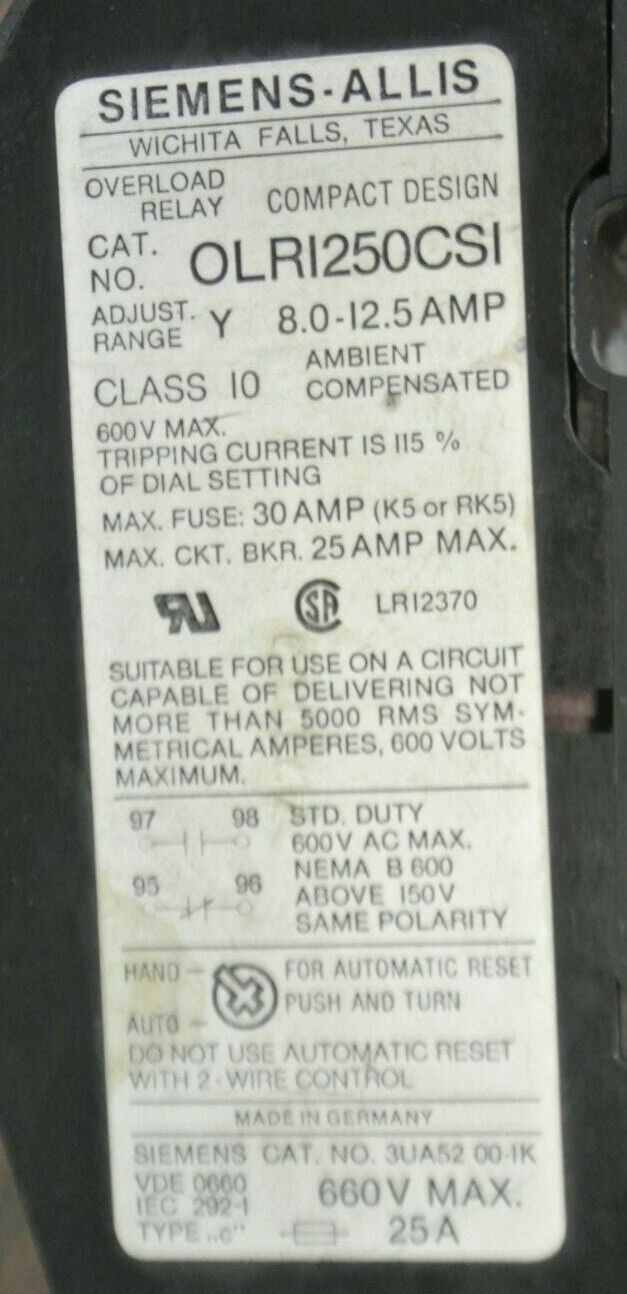 SIEMENS-ALLIS
WICHITA FALLS, TEXAS
OVERLOAD RELAY COMPACT DESIGN
CAT. NO. OLR1250CSI
ADJUST. RANGE Y 8.0-12.5 AMP
CLASS 10 AMBIENT COMPENSATED
600V MAX.
TRIPPING CURRENT IS 115 %
OF DIAL SETTING
MAX. FUSE: 30 AMP (K5 or RK5)
MAX. CKT. BKR. 25 AMP MAX.
RU SA LR12370
SUITABLE FOR USE ON A CIRCUIT
CAPABLE OF DELIVERING NOT
MORE THAN 5000 RMS SYM-
METRICAL AMPERES, 600 VOLTS
MAXIMUM.
97 98 STD. DUTY
600V AC MAX.
NEMA B 600
95 96 ABOVE 150V
SAME POLARITY
HAND – FOR AUTOMATIC RESET
PUSH AND TURN
AUTO –
DO NOT USE AUTOMATIC RESET
WITH 2-WIRE CONTROL
MADE IN GERMANY
SIEMENS CAT. NO. 3UA52 00-1K
VDE 0660
IEC 292-1 660V MAX.
TYPE „c" 25A